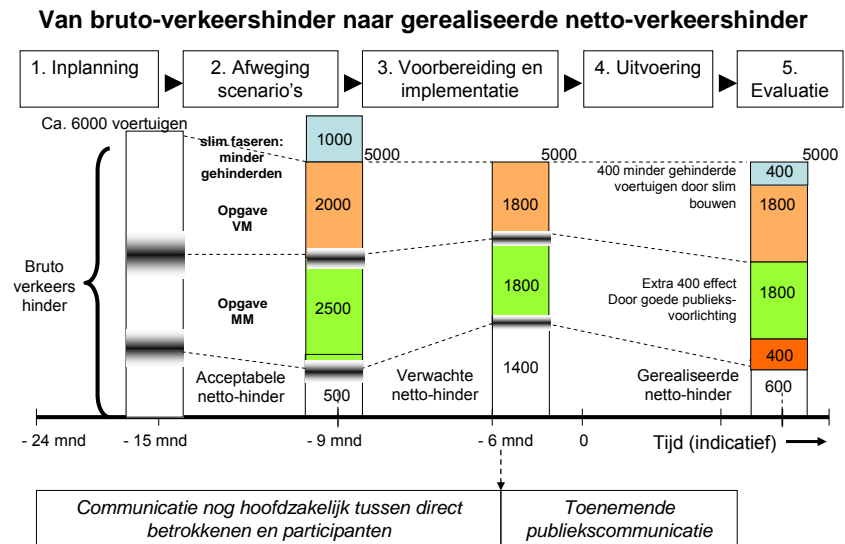 Van bruto-verkeershinder naar gerealiseerde netto-verkeershinder
1. Inplanning
2. Afweging
scenario's
3. Voorbereiding en
implementatie
4. Uitvoering
5.
Evaluatie
Ca. 6000 voertuigen
slim faseren:
minder
gehinderden
Opgave
VM
Opgave
MM
Bruto
verkeers
hinder
Acceptabele
netto-hinder
1000
5000
2000
2500
500
Verwachte
netto-hinder
5000
1800
1800
1400
400 minder gehinderde
voertuigen door slim
bouwen
Extra 400 effect
Door goede publieks-
voorlichting
Gerealiseerde
netto-hinder
5000
400
1800
1800
400
600
- 24 mnd
- 15 mnd
- 9 mnd
- 6 mnd
0
Tijd (indicatief)
Communicatie nog hoofdzakelijk tussen direct
betrokkenen en participanten
Toenemende
publiekscommunicatie